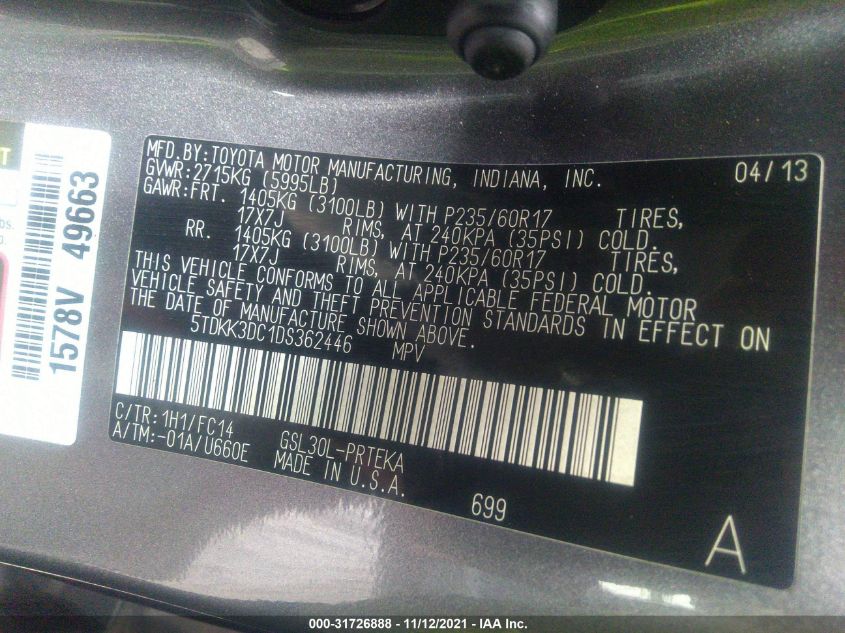 MFD. BY: TOYOTA MOTOR MANUFACTURING, INDIANA, INC. 04/13
GVWR: 2715KG (5995LB)
GAWR: FRT. 1405KG (3100LB) WITH P235/60R17 TIRES,
17X7J RIMS, AT 240KPA (35PSI) COLD.
RR. 1405KG (3100LB) WITH P235/60R17 TIRES,
17X7J RIMS, AT 240KPA (35PSI) COLD.
THIS VEHICLE CONFORMS TO ALL APPLICABLE FEDERAL MOTOR
VEHICLE SAFETY AND THEFT PREVENTION STANDARDS IN EFFECT ON
THE DATE OF MANUFACTURE SHOWN ABOVE.
5TDKK3DC1DS362446 MPV
C/TR: 1H1/FC14
A/TM: -01A/U660E
GSL30L-PRTEKA
MADE IN U.S.A.
699
A
1578V 49663
000-31726888 - 11/12/2021 - IAA Inc.